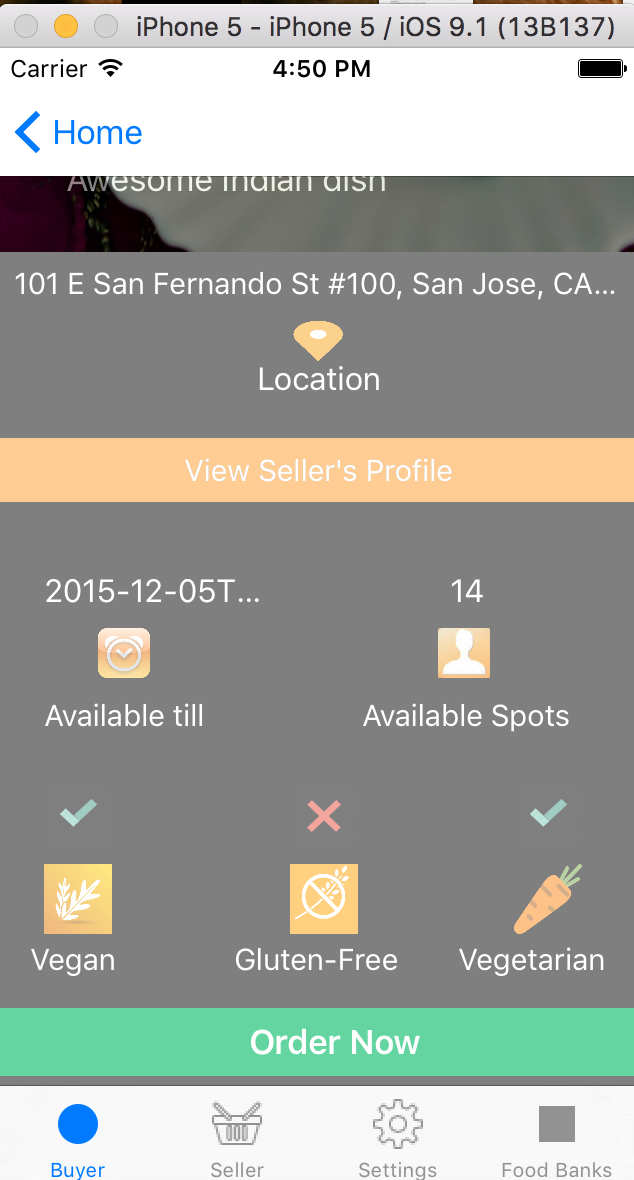 iPhone 5 - iPhone 5 / iOS 9.1 (13B137)
Carrier 4:50 PM
Home
Awesome Indian dish
101 E San Fernando St #100, San Jose, CA...
Location
View Seller's Profile
2015-12-05T... 14
Available till Available Spots
Vegan Gluten-Free Vegetarian
Order Now
Buyer Seller Settings Food Banks